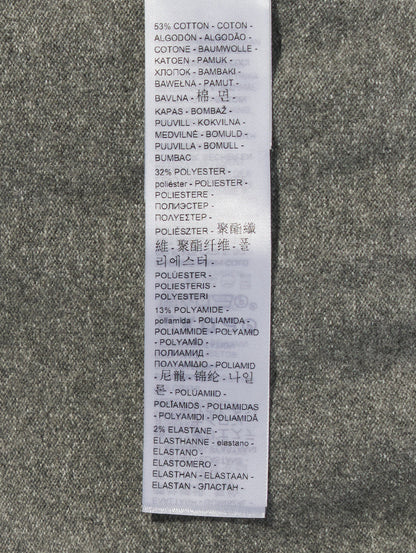 53% COTTON - COTON -
ALGODÓN - ALGODÃO -
COTONE - BAUMWOLLE -
KATOEN - PAMUK -
ХЛОПОК - ΒΑΜΒΑΚΙ -
BAWEŁNA - PAMUT -
BAVLNA - 棉 - 면 -
KAPAS - BOMBAŽ -
PUUVILL - KOKVILNA -
MEDVILNĖ - BOMULD -
PUUVILLA - BOMULL -
BUMBAC
32% POLYESTER -
poliéster - POLIESTER -
POLIESTERE -
ПОЛИЭСТЕР -
ΠΟΛΥΕΣΤΕΡ -
POLIÉSZTER - 聚酯纖
維 - 聚酯纤维 - 폴
리에스터 -
POLÜESTER -
POLIESTERIS -
POLYESTERI
13% POLYAMIDE -
poliamida - POLIAMIDA -
POLIAMMIDE - POLYAMID
- POLYAMİD -
ПОЛИАМИД -
ΠΟΛΥΑΜΙΔΙΟ - POLIAMID
- 尼龍 - 锦纶 - 나일
론 - POLÜAMIID -
POLIAMĪDS - POLIAMIDAS
- POLYAMIDI - POLIAMIDĂ
2% ELASTANE -
ELASTHANNE - elastano -
ELASTANO -
ELASTOMERO -
ELASTHAN - ELASTAAN -
ELASTAN - ЭЛАСТАН -